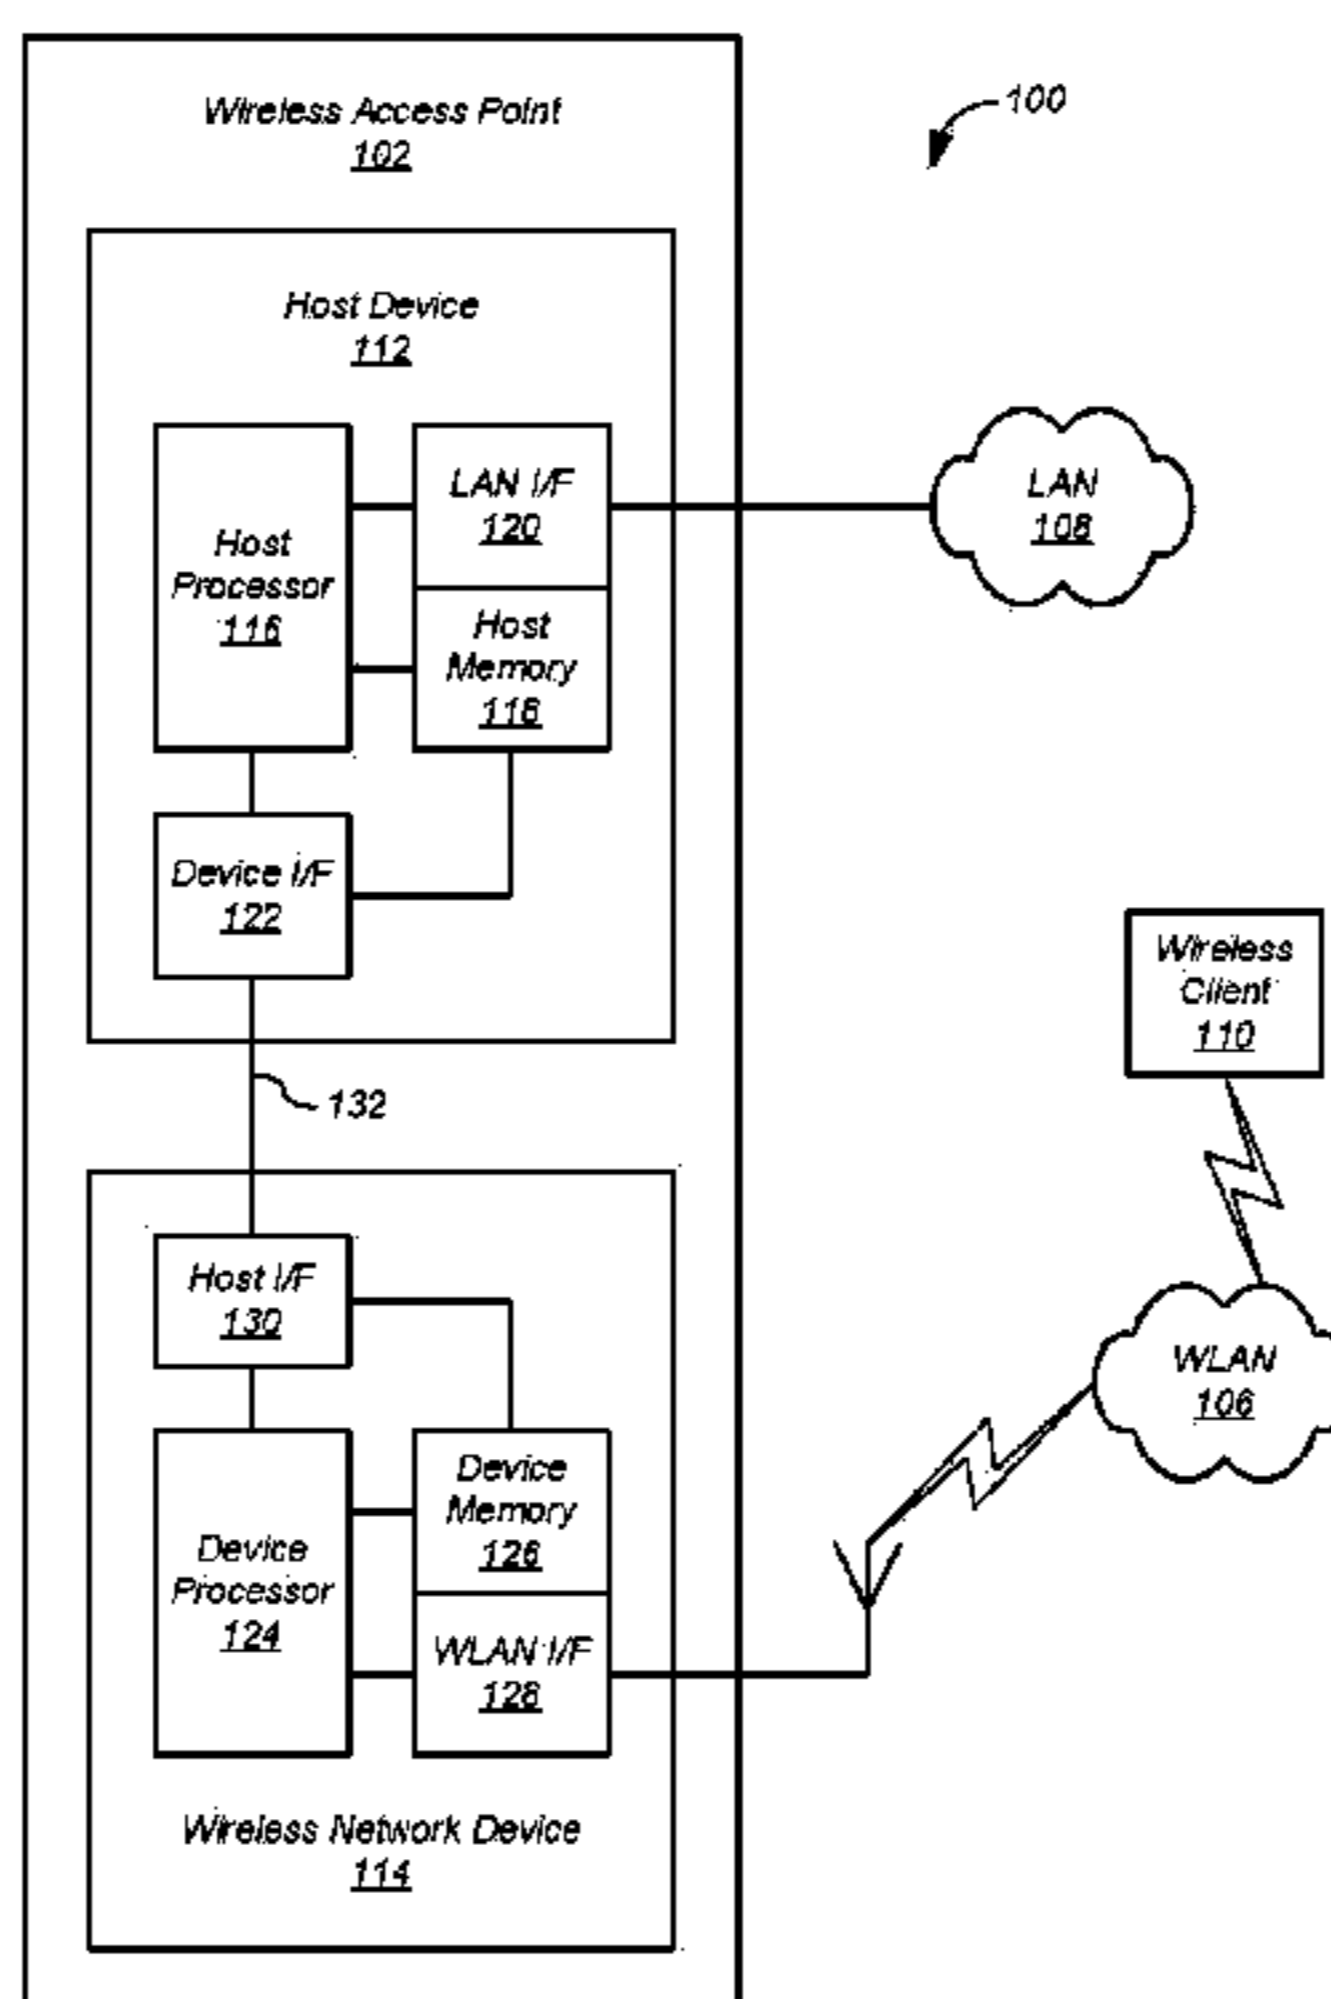 Wireless Access Point
102
100
Host Device
112
LAN I/F
120
LAN
108
Host
Processor
116
Host
Memory
118
Device I/F
122
Wireless
Client
110
132
Host I/F
130
WLAN
106
Device
Memory
126
Device
Processor
124
WLAN I/F
128
Wireless Network Device
114